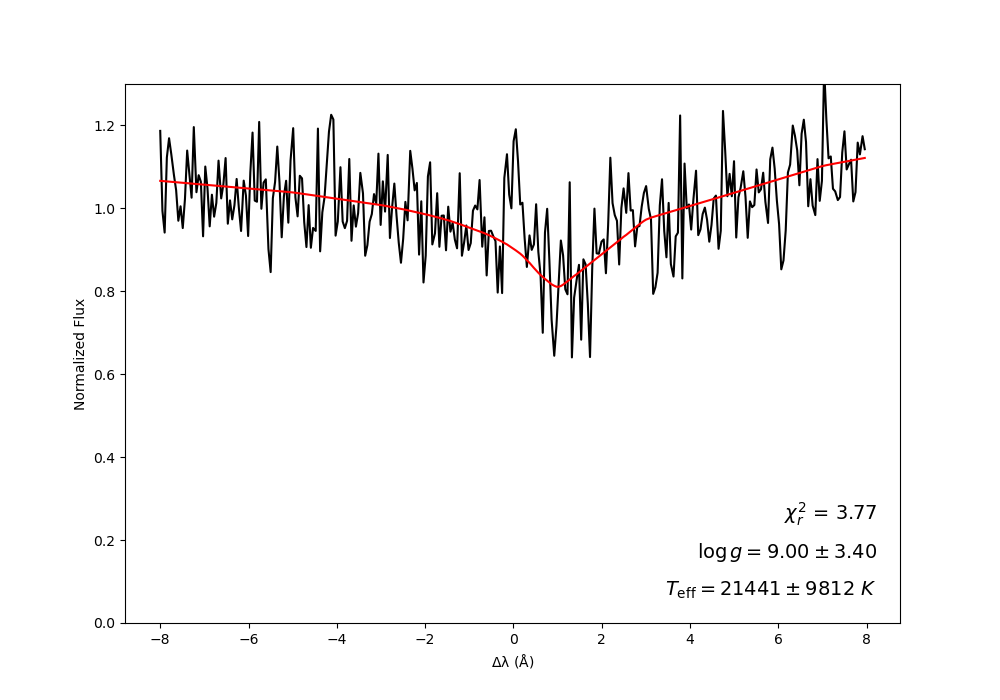 Normalized Flux
1.2
1.0
0.8
0.6
0.4
0.2
0.0
χ²ᵣ = 3.77
log g = 9.00 ± 3.40
T_eff = 21441 ± 9812 K
−8 −6 −4 −2 0 2 4 6 8
Δλ (Å)